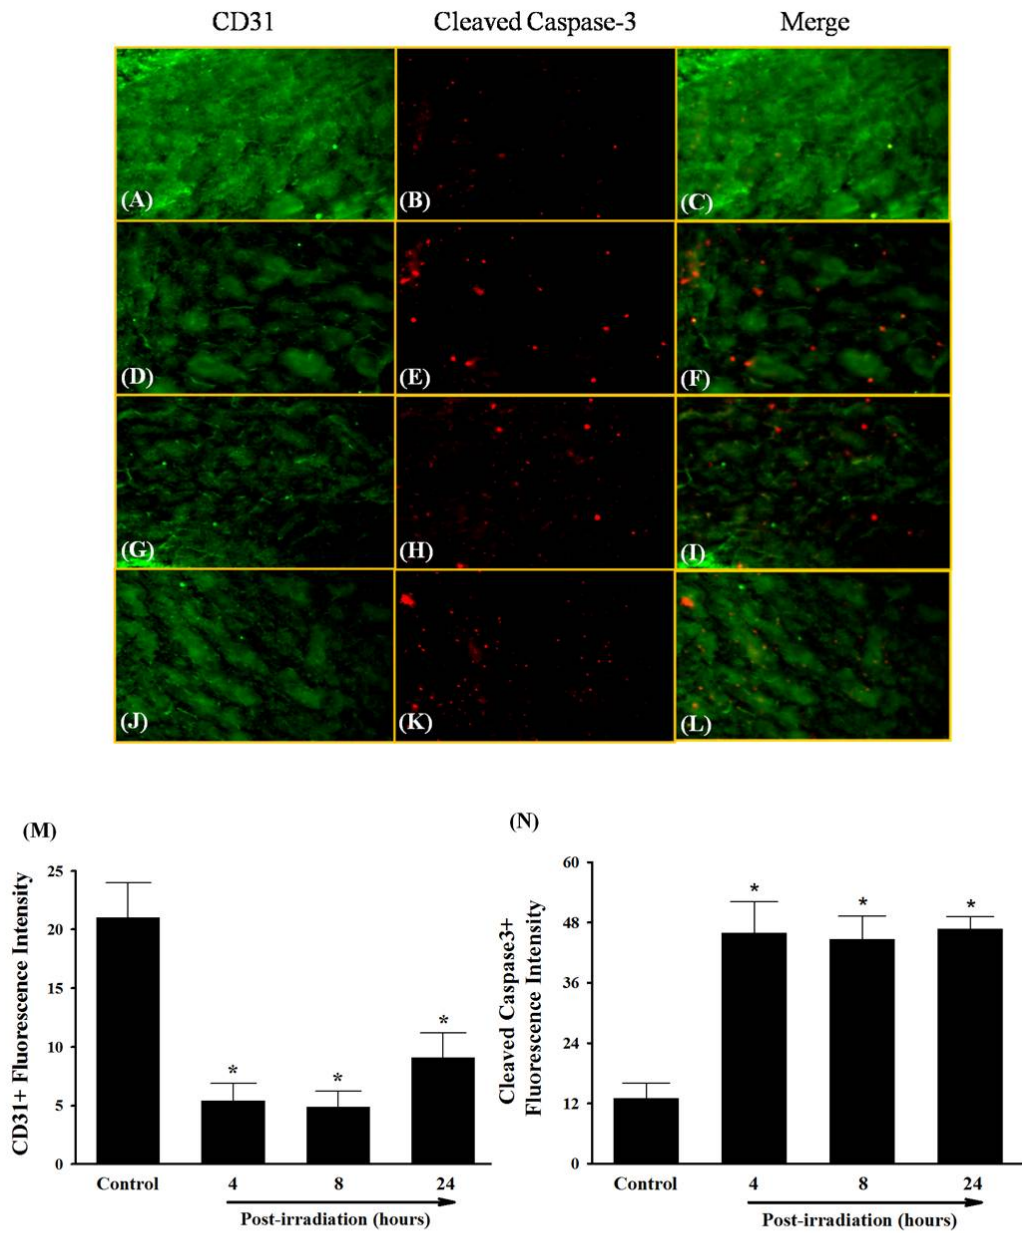 CD31 Cleaved Caspase-3 Merge
(A) (B) (C)
(D) (E) (F)
(G) (H) (I)
(J) (K) (L)
(M)
CD31+ Fluorescence Intensity
25
20
15
10
5
0
* * *
Control 4 8 24
Post-irradiation (hours)
(N)
Cleaved Caspase3+
Fluorescence Intensity
60
48
36
24
12
0
* * *
Control 4 8 24
Post-irradiation (hours)